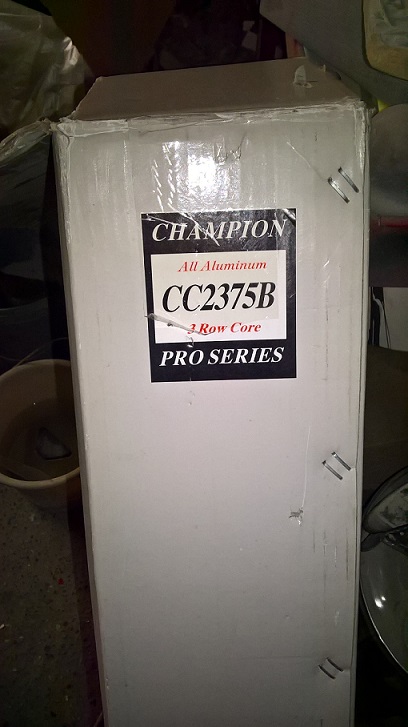 CHAMPION
All Aluminum
CC2375B
3 Row Core
PRO SERIES